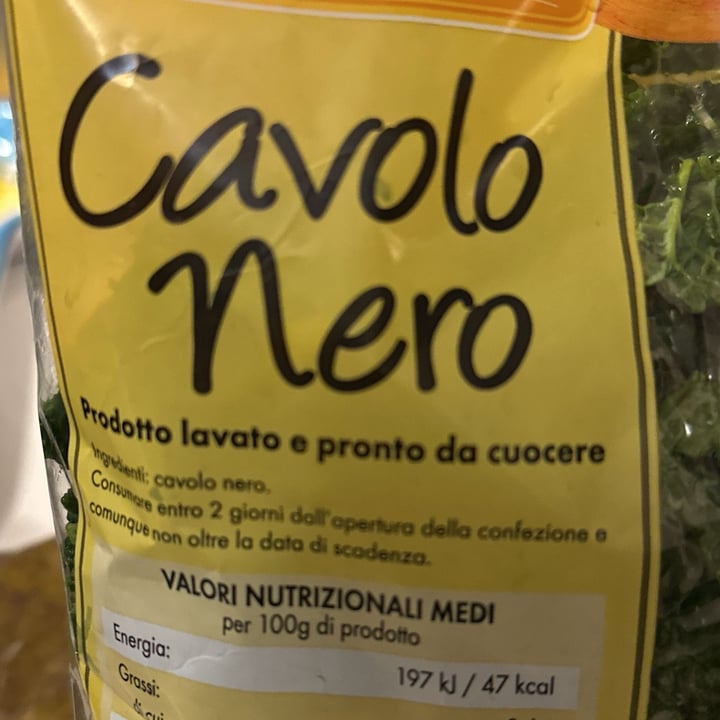 Cavolo
nero
Prodotto lavato e pronto da cuocere
Ingredienti: cavolo nero.
Consumare entro 2 giorni dall'apertura della confezione e
comunque non oltre la data di scadenza.
VALORI NUTRIZIONALI MEDI
per 100g di prodotto
Energia: 197 kJ / 47 kcal
Grassi:
di cui